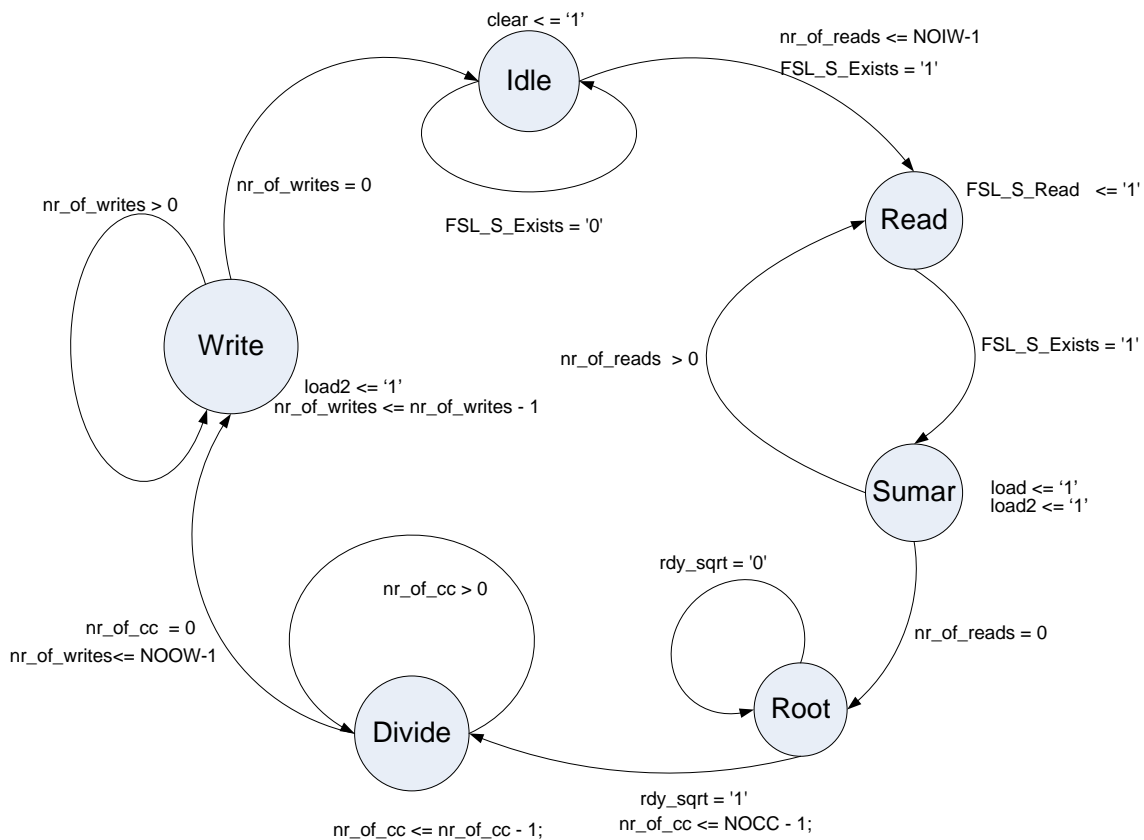 clear < = ‘1’
Idle
nr_of_reads <= NOIW-1
FSL_S_Exists = '1'
FSL_S_Exists = '0'
Read
FSL_S_Read <= '1'
FSL_S_Exists = '1'
nr_of_reads > 0
Sumar
load <= ‘1’
load2 <= ‘1’
nr_of_reads = 0
rdy_sqrt = '0'
Root
rdy_sqrt = '1'
nr_of_cc <= NOCC - 1;
nr_of_cc > 0
Divide
nr_of_cc <= nr_of_cc - 1;
nr_of_cc = 0
nr_of_writes<= NOOW-1
Write
load2 <= ‘1’
nr_of_writes <= nr_of_writes - 1
nr_of_writes > 0
nr_of_writes = 0